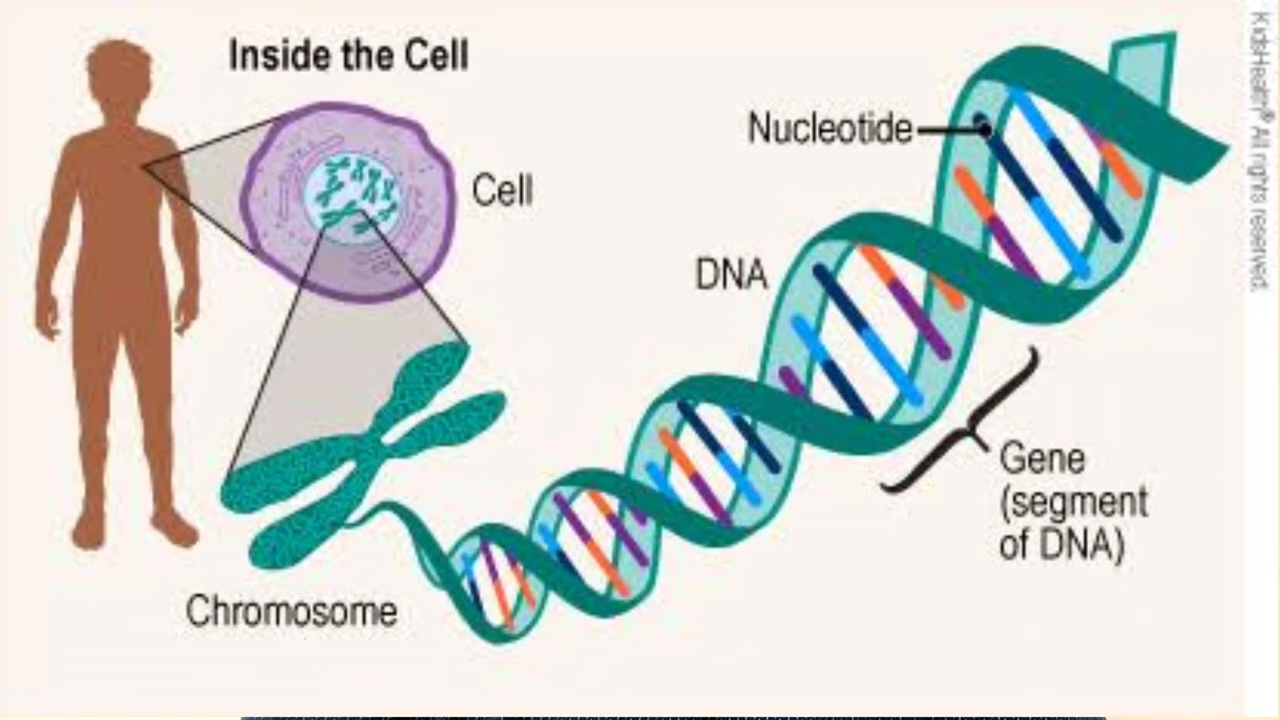 Inside the Cell
Cell
Nucleotide
DNA
Gene
(segment
of DNA)
Chromosome
KidsHealth® All rights reserved.